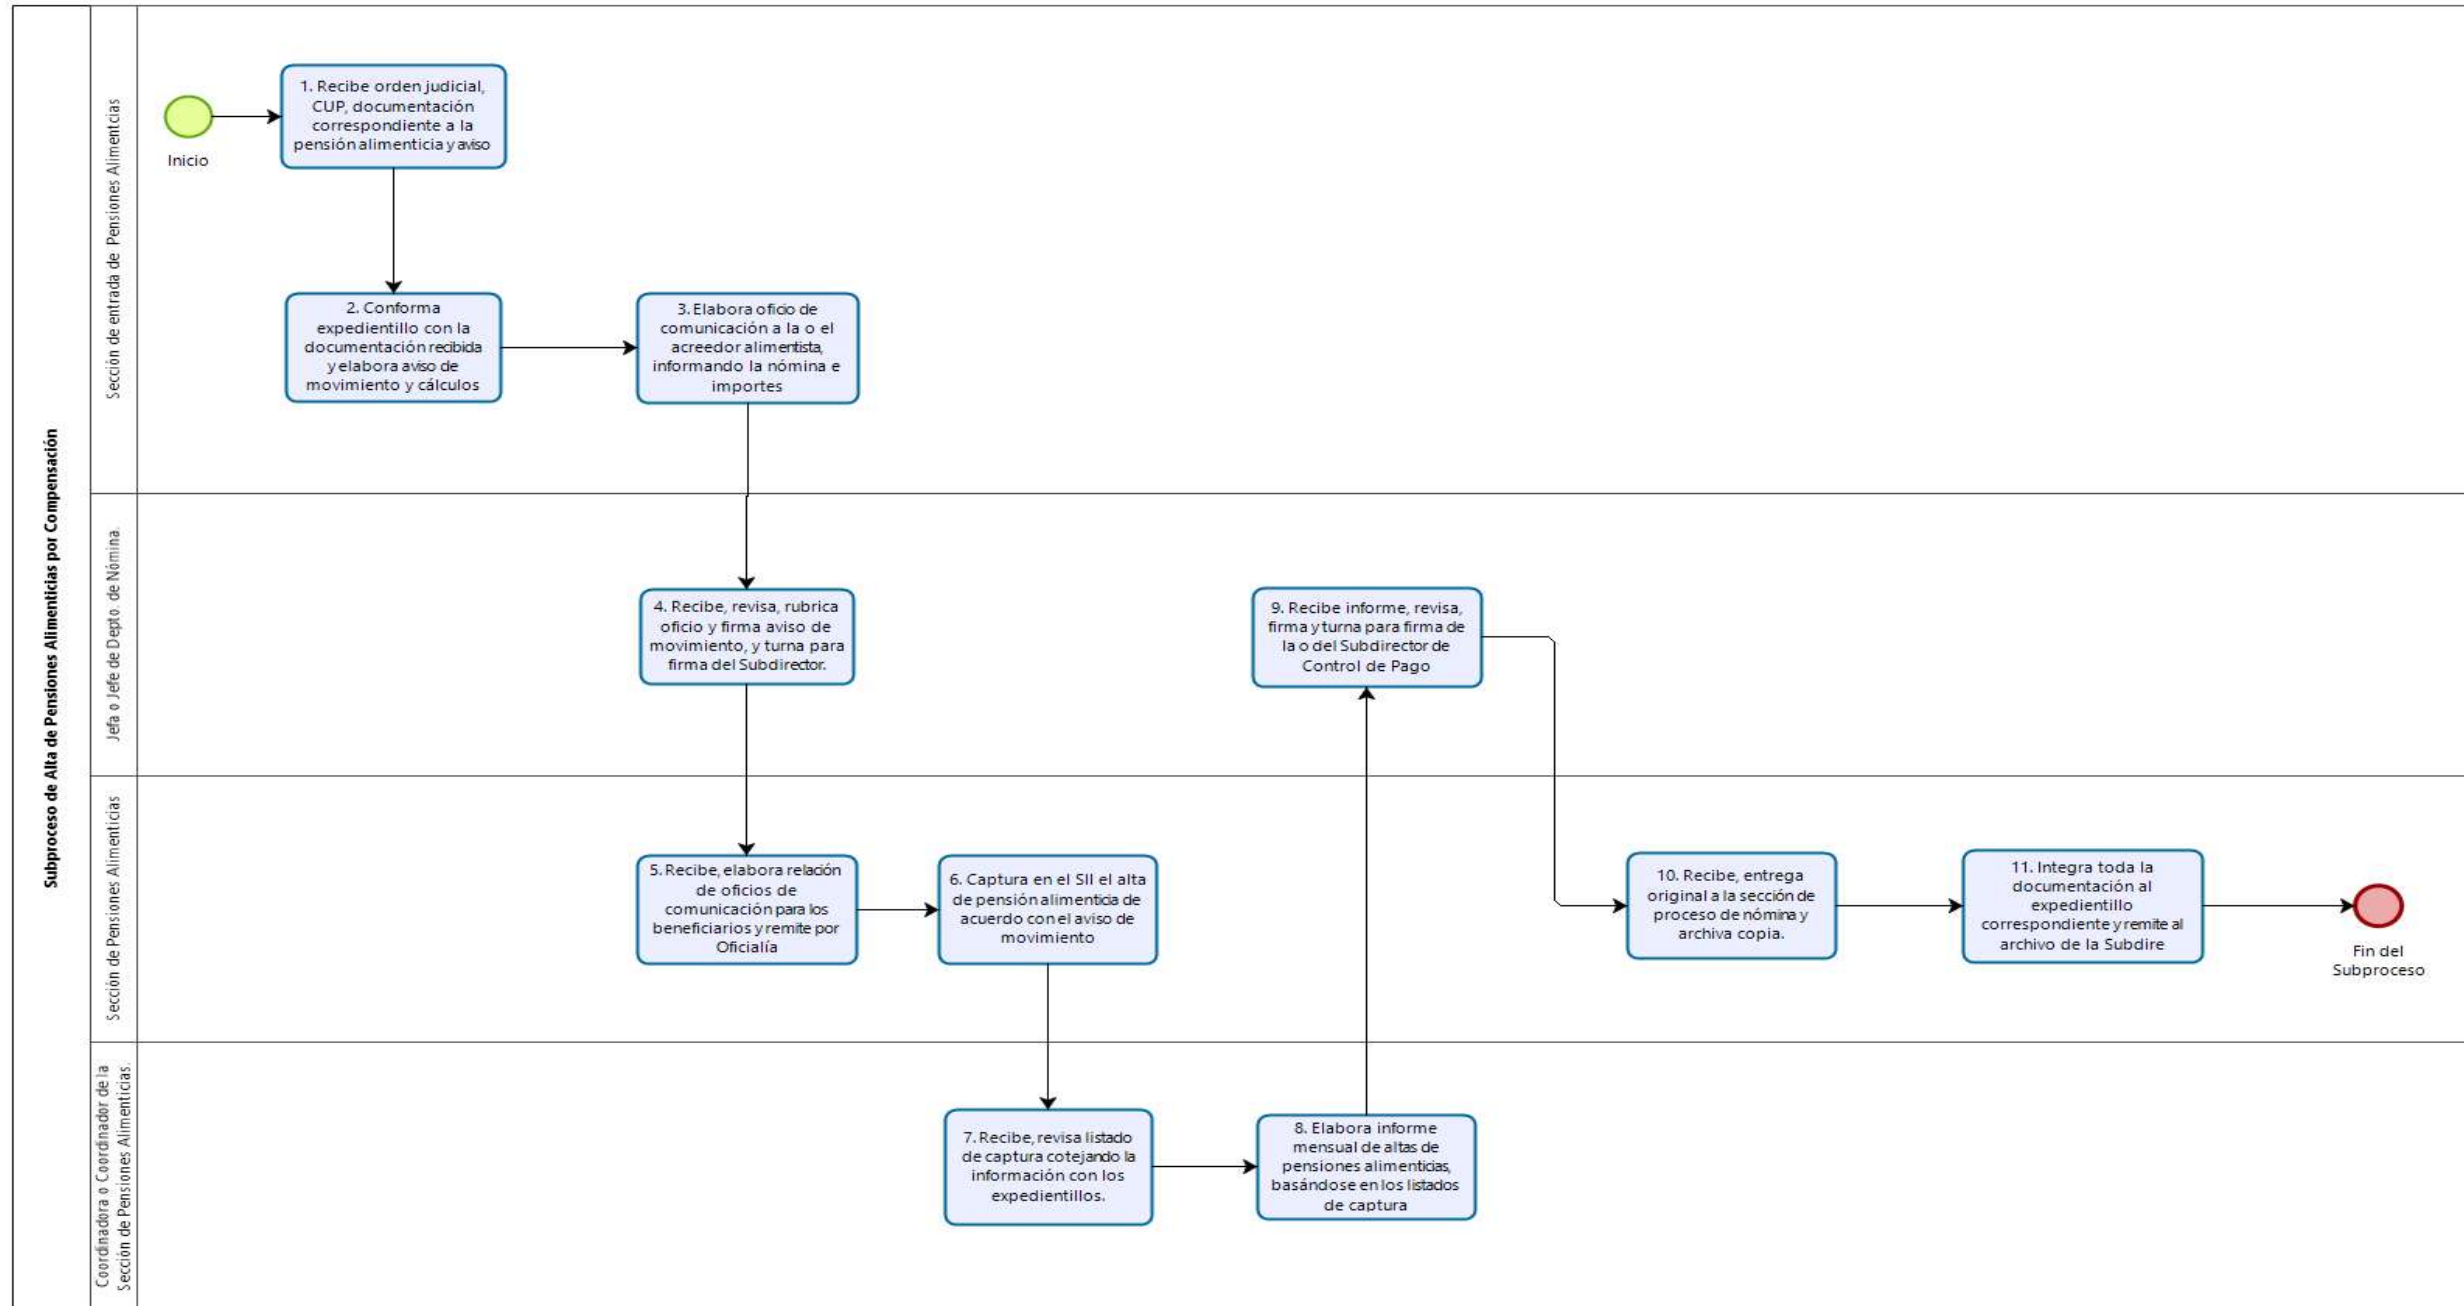 Subproceso de Alta de Pensiones Alimenticias por Compensación
Sección de entrada de Pensiones Alimentcias
Inicio
1. Recibe orden judicial,
CUP, documentación
correspondiente a la
pensión alimenticia y aviso
2. Conforma
expedientillo con la
documentación recibida
y elabora aviso de
movimiento y cálculos
3. Elabora oficio de
comunicación a la o el
acreedor alimentista,
informando la nómina e
importes
Jefa o Jefe de Depto. de Nómina.
4. Recibe, revisa, rubrica
oficio y firma aviso de
movimiento, y turna para
firma del Subdirector.
9. Recibe informe, revisa,
firma y turna para firma de
la o del Subdirector de
Control de Pago
Sección de Pensiones Alimenticias
5. Recibe, elabora relación
de oficios de
comunicación para los
beneficiarios y remite por
Oficialía
6. Captura en el SII el alta
de pensión alimenticia de
acuerdo con el aviso de
movimiento
10. Recibe, entrega
original a la sección de
proceso de nómina y
archiva copia.
11. Integra toda la
documentación al
expedientillo
correspondiente y remite al
archivo de la Subdire
Fin del
Subproceso
Coordinadora o Coordinador de la
Sección de Pensiones Alimenticias.
7. Recibe, revisa listado
de captura cotejando la
información con los
expedientillos.
8. Elabora informe
mensual de altas de
pensiones alimenticias,
basándose en los listados
de captura